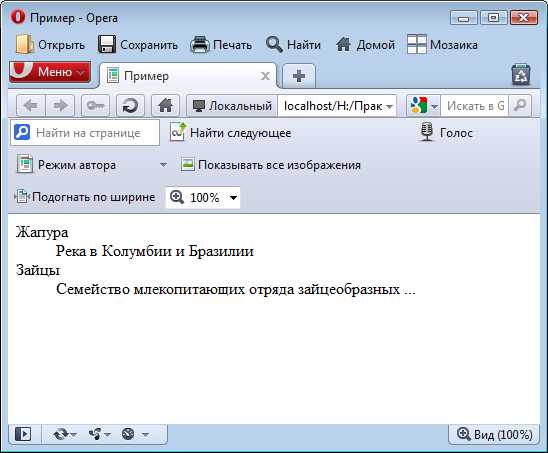 Пример - Opera
Открыть Сохранить Печать Найти Домой Мозаика
Меню Пример
Локальный localhost/H:/Прак Искать в G
Найти на странице Найти следующее Голос
Режим автора Показывать все изображения
Подогнать по ширине 100%
Жапура
Река в Колумбии и Бразилии
Зайцы
Семейство млекопитающих отряда зайцеобразных ...
Вид (100%)